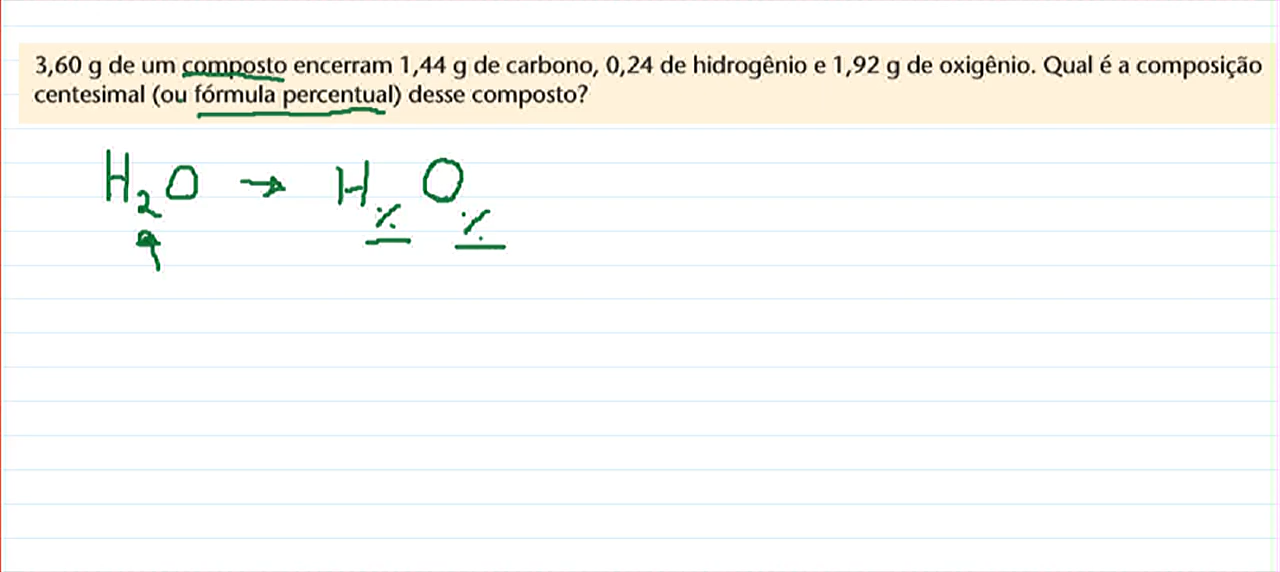 3,60 g de um composto encerram 1,44 g de carbono, 0,24 de hidrogênio e 1,92 g de oxigênio. Qual é a composição
centesimal (ou fórmula percentual) desse composto?
H₂O → H% O%